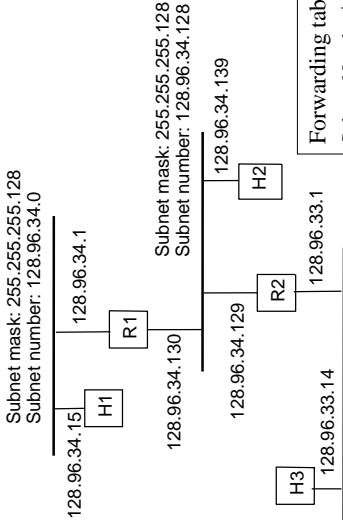 Subnet mask: 255.255.255.128
Subnet number: 128.96.34.0
128.96.34.15
128.96.34.1
H1
R1
Subnet mask: 255.255.255.128
Subnet number: 128.96.34.128
128.96.34.130
128.96.34.139
H2
128.96.34.129
R2
128.96.33.1
128.96.33.14
H3
Forwarding tab